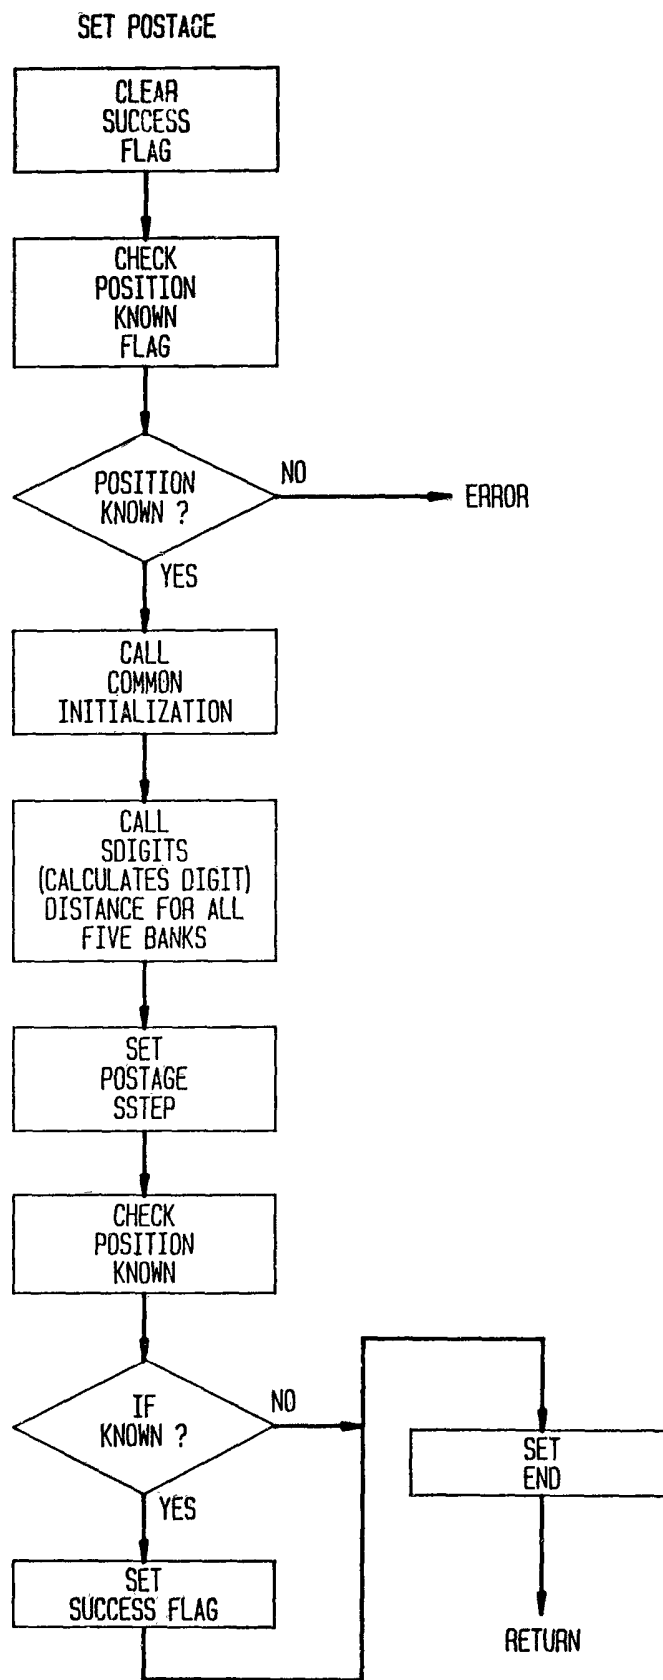 SET POSTAGE
CLEAR
SUCCESS
FLAG
CHECK
POSITION
KNOWN
FLAG
POSITION
KNOWN ?
NO
ERROR
YES
CALL
COMMON
INITIALIZATION
CALL
SDIGITS
(CALCULATES DIGIT)
DISTANCE FOR ALL
FIVE BANKS
SET
POSTAGE
SSTEP
CHECK
POSITION
KNOWN
IF
KNOWN ?
NO
YES
SET
SUCCESS FLAG
SET
END
RETURN